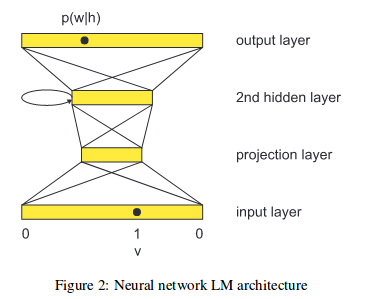 p(w|h)
output layer
2nd hidden layer
projection layer
input layer
0 1 0
v
Figure 2: Neural network LM architecture